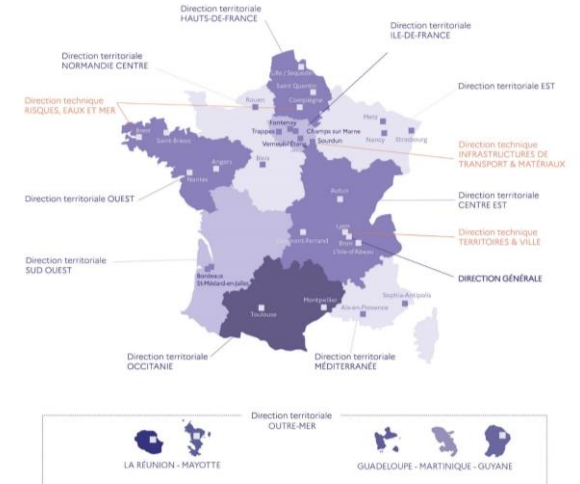 Direction territoriale
HAUTS-DE-FRANCE
Direction territoriale
ILE-DE-FRANCE
Direction territoriale
NORMANDIE CENTRE
Direction territoriale EST
Direction technique
RISQUES, EAUX ET MER
Lille / Sequedin
Saint Quentin
Rouen
Compiègne
Metz
Fontenay
Trappes
Champs sur Marne
Nancy
Strasbourg
Brest
Saint-Brieuc
Verneuil-l'Étang
Sourdun
Direction technique
INFRASTRUCTURES DE
TRANSPORT & MATÉRIAUX
Angers
Blois
Nantes
Direction territoriale OUEST
Autun
Direction territoriale
CENTRE EST
Lyon
Clermont-Ferrand
Bron
L'Isle-d'Abeau
Direction technique
TERRITOIRES & VILLE
Direction territoriale
SUD OUEST
Bordeaux
St-Médard-en-Jalles
DIRECTION GÉNÉRALE
Sophia-Antipolis
Montpellier
Aix-en-Provence
Toulouse
Direction territoriale
OCCITANIE
Direction territoriale
MÉDITERRANÉE
Direction territoriale
OUTRE-MER
LA RÉUNION - MAYOTTE
GUADELOUPE - MARTINIQUE - GUYANE